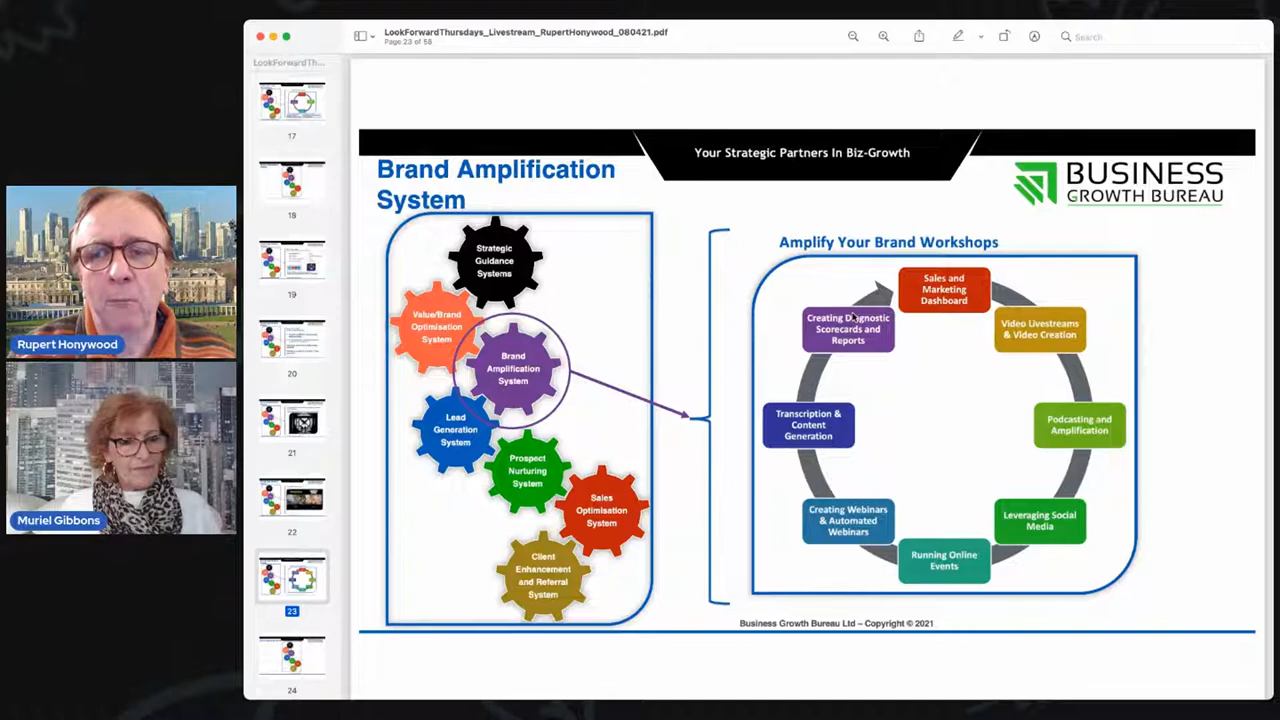 LookForwardThursdays_Livestream_RupertHonywood_080421.pdf
Page 23 of 58
Search
LookForwardTh...
17
18
19
20
21
22
23
24
Rupert Honywood
Muriel Gibbons
Your Strategic Partners In Biz-Growth
BUSINESS
GROWTH BUREAU
Brand Amplification
System
Strategic
Guidance
Systems
Value/Brand
Optimisation
System
Brand
Amplification
System
Lead
Generation
System
Prospect
Nurturing
System
Sales
Optimisation
System
Client
Enhancement
and Referral
System
Amplify Your Brand Workshops
Sales and
Marketing
Dashboard
Video Livestreams
& Video Creation
Podcasting and
Amplification
Leveraging Social
Media
Running Online
Events
Creating Webinars
& Automated
Webinars
Transcription &
Content
Generation
Creating Diagnostic
Scorecards and
Reports
Business Growth Bureau Ltd – Copyright © 2021